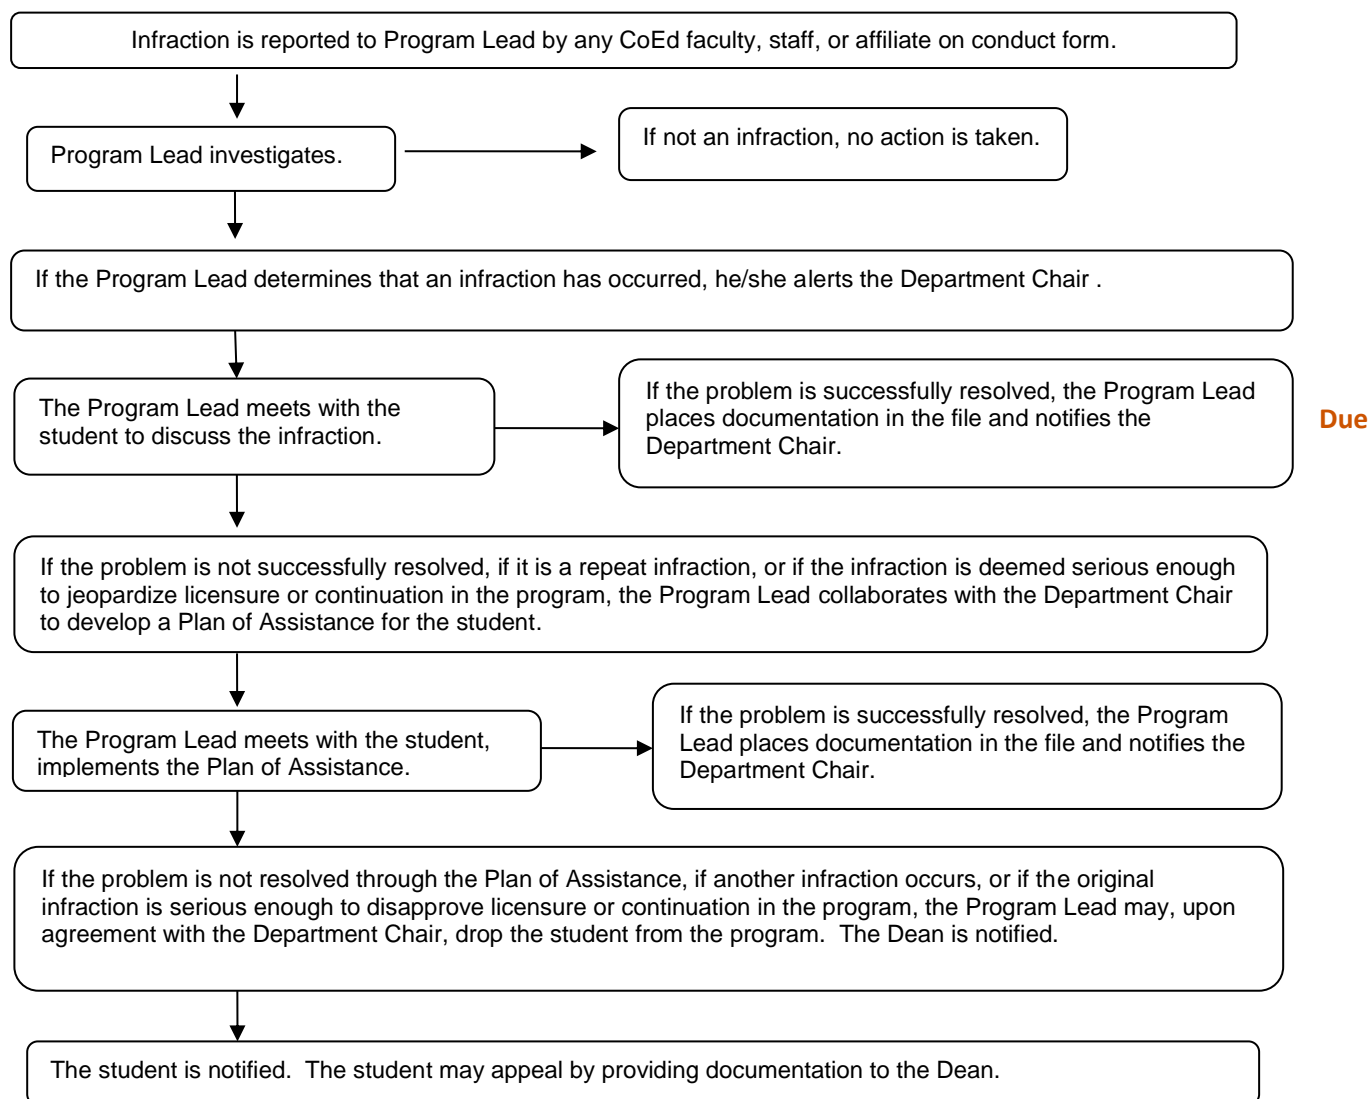 Infraction is reported to Program Lead by any CoEd faculty, staff, or affiliate on conduct form.
Program Lead investigates.
If not an infraction, no action is taken.
If the Program Lead determines that an infraction has occurred, he/she alerts the Department Chair .
The Program Lead meets with the
student to discuss the infraction.
If the problem is successfully resolved, the Program Lead
places documentation in the file and notifies the
Department Chair.
Due
If the problem is not successfully resolved, if it is a repeat infraction, or if the infraction is deemed serious enough
to jeopardize licensure or continuation in the program, the Program Lead collaborates with the Department Chair
to develop a Plan of Assistance for the student.
The Program Lead meets with the student,
implements the Plan of Assistance.
If the problem is successfully resolved, the Program
Lead places documentation in the file and notifies the
Department Chair.
If the problem is not resolved through the Plan of Assistance, if another infraction occurs, or if the original
infraction is serious enough to disapprove licensure or continuation in the program, the Program Lead may, upon
agreement with the Department Chair, drop the student from the program.  The Dean is notified.
The student is notified.  The student may appeal by providing documentation to the Dean.